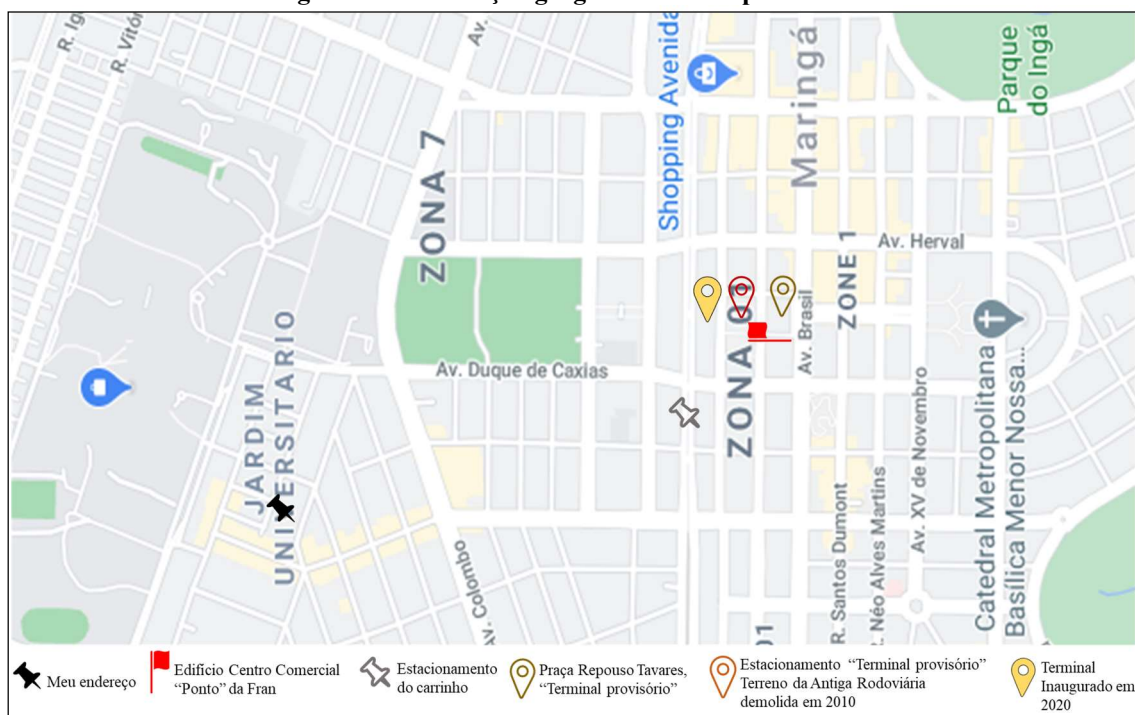 R. Vitór
Av.
Parque
do Ingá
Shopping Avenida
Maringá
ZONA 7
Av. Herval
ZONE 1
ZONA 01
Av. Brasil
Av. Duque de Caxias
JARDIM
UNIVERSITARIO
Catedral Metropolitana
Basílica Menor Nossa...
Av. XV de Novembro
R. Santos Dumont
R. Néo Alves Martins
Av. Colombo
01
Meu endereço
Edifício Centro Comercial
"Ponto" da Fran
Estacionamento
do carrinho
Praça Repouso Tavares,
"Terminal provisório"
Estacionamento "Terminal provisório"
Terreno da Antiga Rodoviária
demolida em 2010
Terminal
Inaugurado em
2020